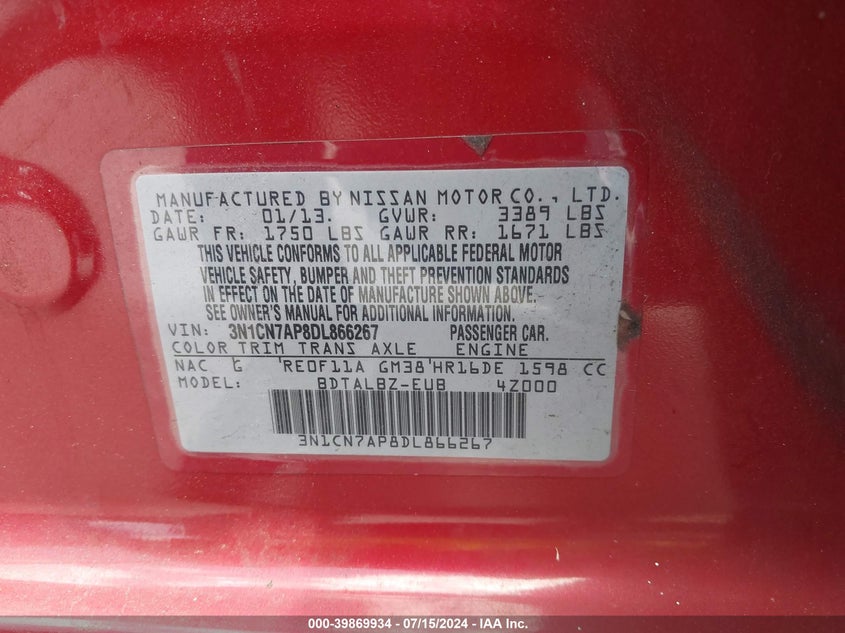 MANUFACTURED BY NISSAN MOTOR CO., LTD.
DATE: 01/13. GVWR: 3389 LBS
GAWR FR: 1750 LBS GAWR RR: 1671 LBS
THIS VEHICLE CONFORMS TO ALL APPLICABLE FEDERAL MOTOR
VEHICLE SAFETY, BUMPER AND THEFT PREVENTION STANDARDS
IN EFFECT ON THE DATE OF MANUFACTURE SHOWN ABOVE.
SEE OWNER'S MANUAL FOR ADDITIONAL INFORMATION.
VIN: 3N1CN7AP8DL866267 PASSENGER CAR.
COLOR TRIM TRANS AXLE ENGINE
NAC G RE0F11A GM38 HR16DE 1598 CC
MODEL: BDTALBZ-EUB 4Z000
3N1CN7AP8DL866267
000-39869934 / 07/15/2024 - IAA Inc.